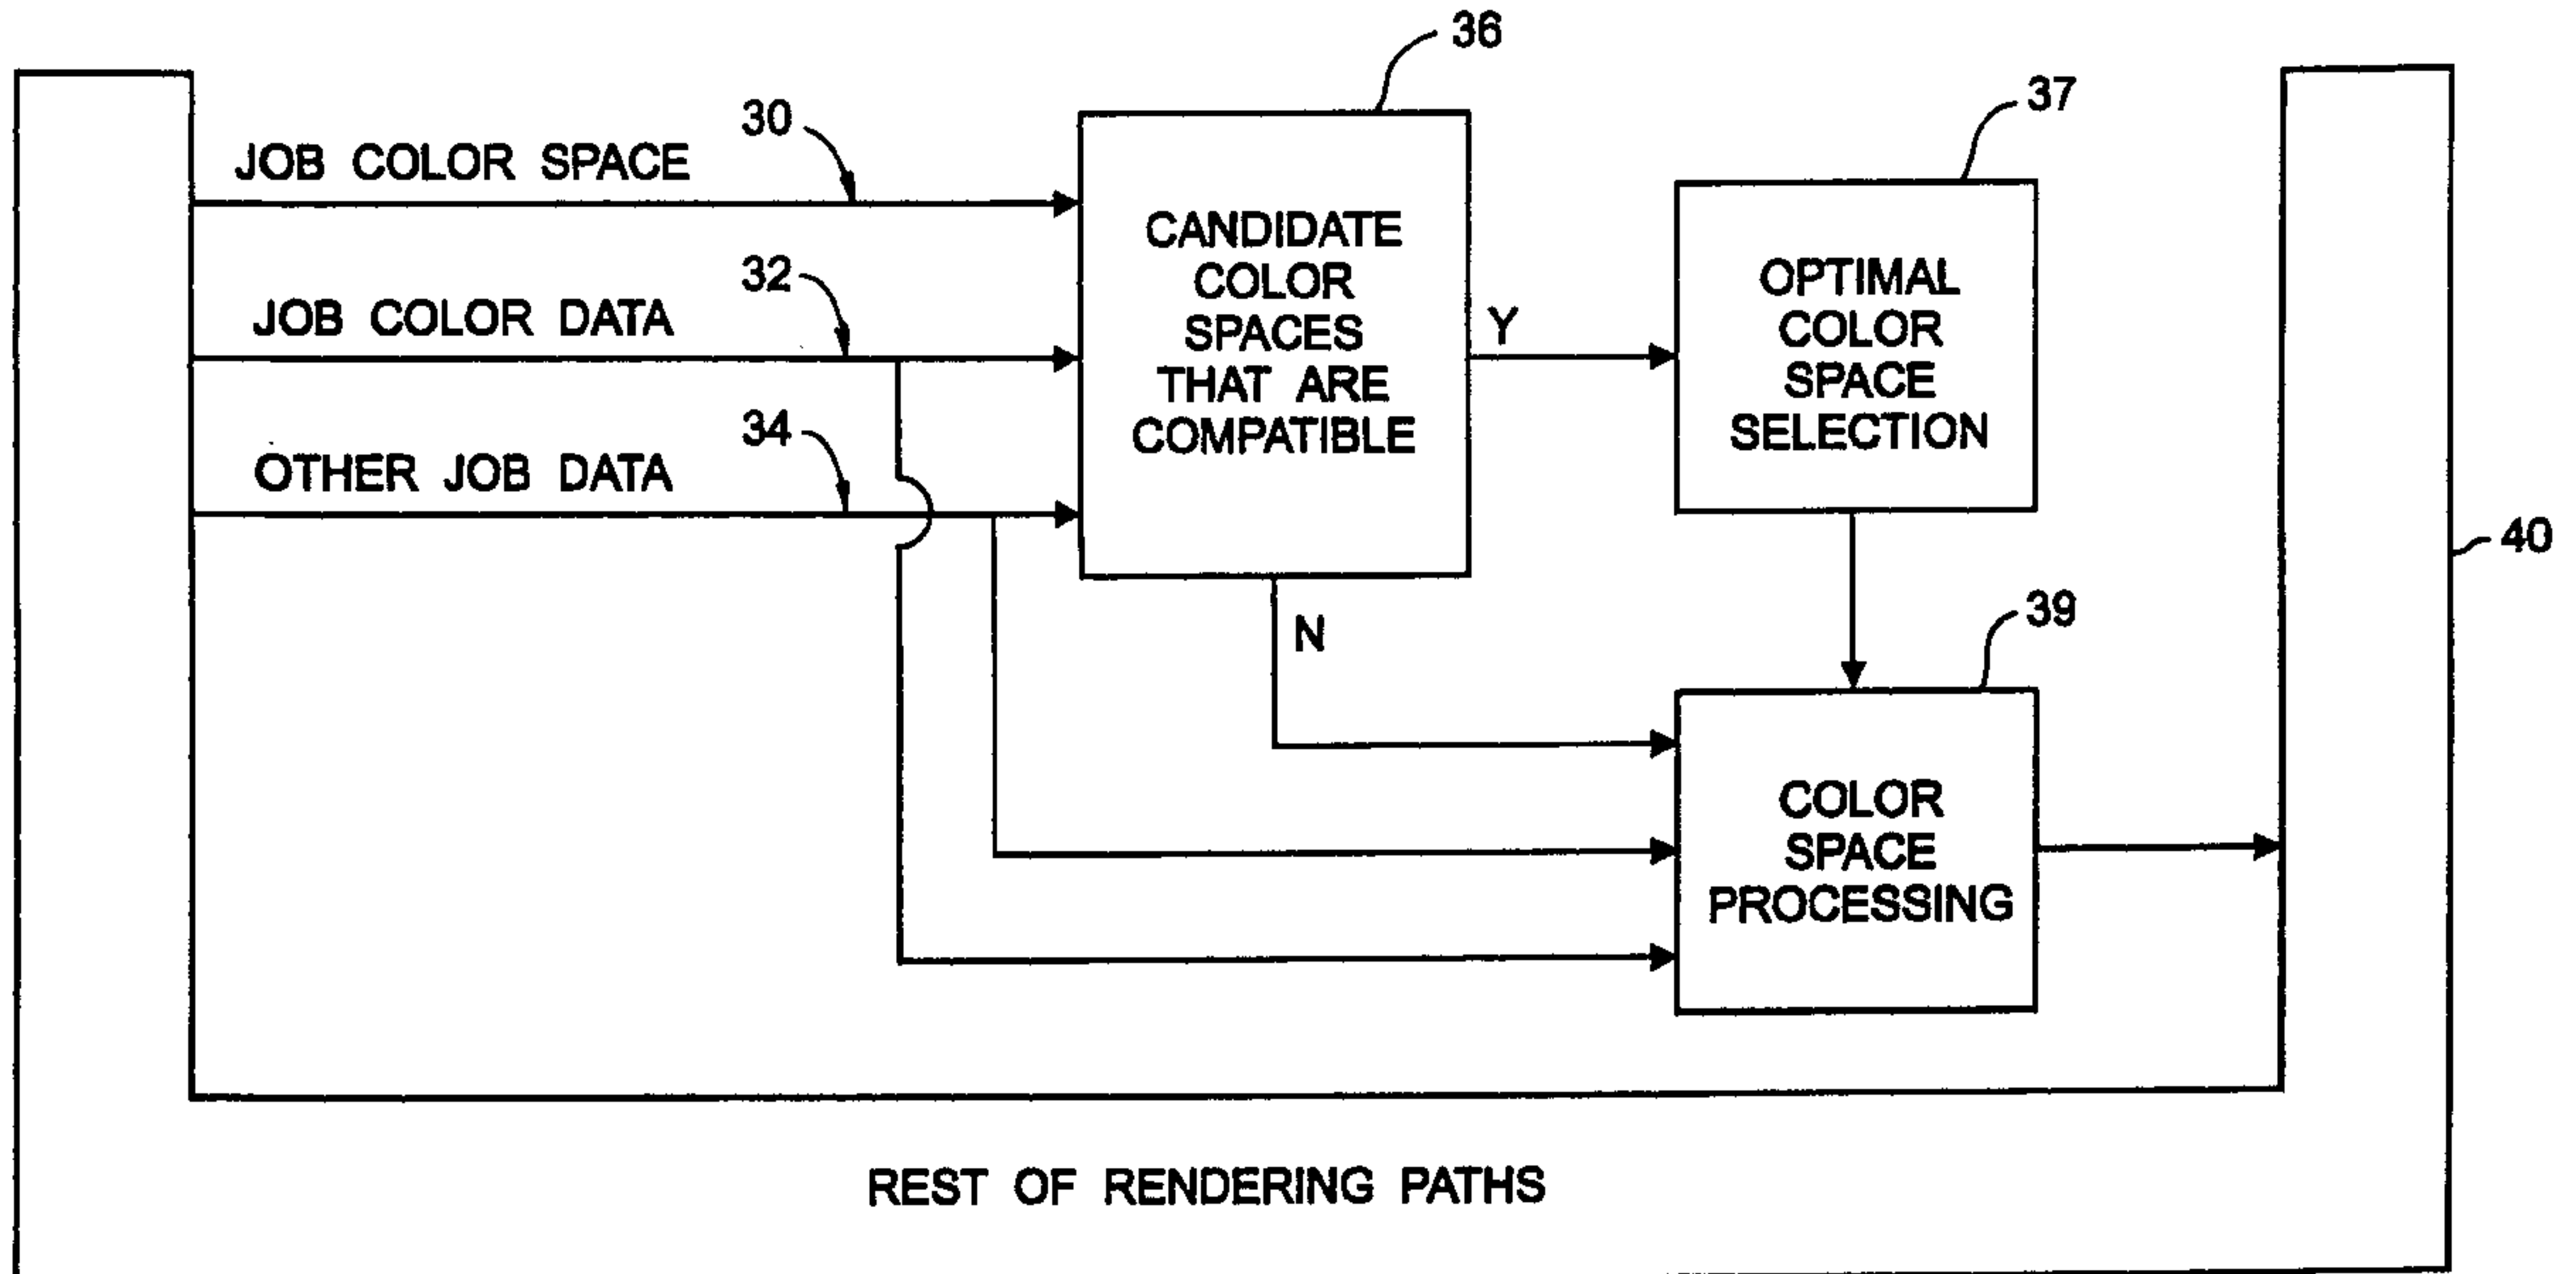 36
37
30
JOB COLOR SPACE
CANDIDATE
COLOR
SPACES
THAT ARE
COMPATIBLE
32
JOB COLOR DATA
Y
OPTIMAL
COLOR
SPACE
SELECTION
34
OTHER JOB DATA
40
N
39
COLOR
SPACE
PROCESSING
REST OF RENDERING PATHS